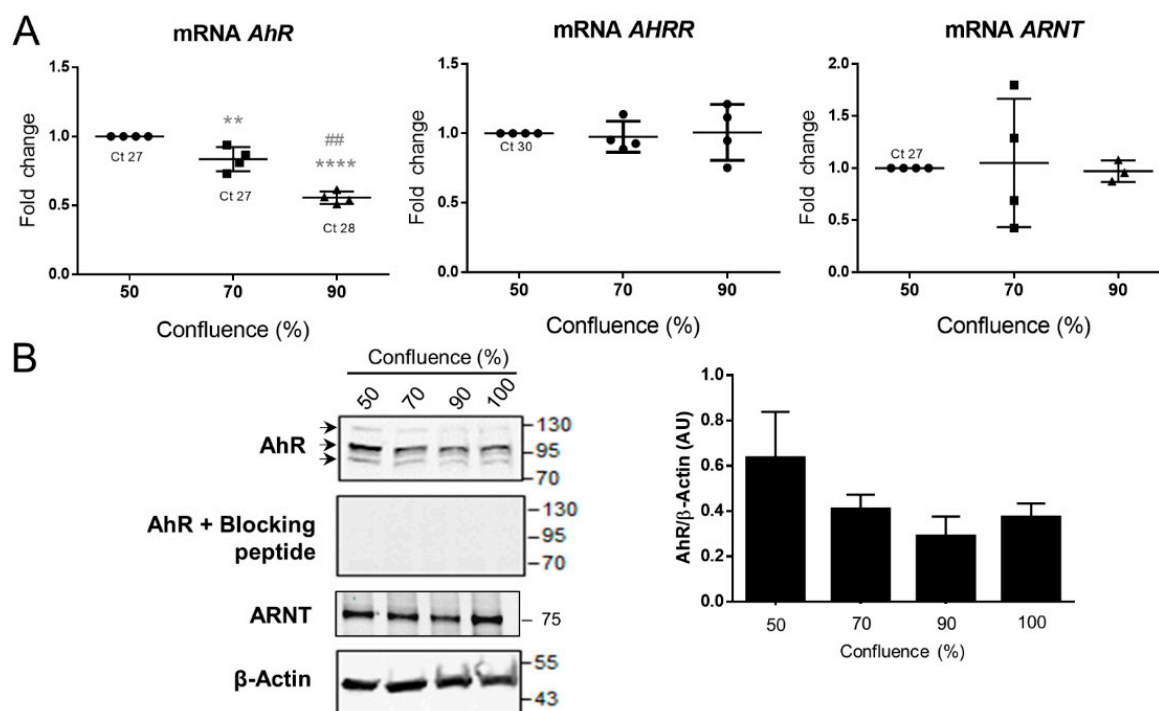 A
mRNA AhR
Fold change
1.5
1.0
0.5
0.0
Ct 27
**
Ct 27
##
****
Ct 28
50 70 90
Confluence (%)
mRNA AHRR
Fold change
1.5
1.0
0.5
0.0
Ct 30
50 70 90
Confluence (%)
mRNA ARNT
Fold change
2.0
1.5
1.0
0.5
0.0
Ct 27
50 70 90
Confluence (%)
B
Confluence (%)
50 70 90 100
AhR
-130
-95
-70
AhR + Blocking
peptide
-130
-95
-70
ARNT
- 75
β-Actin
-55
-43
AhR/β-Actin (AU)
1.0
0.8
0.6
0.4
0.2
0.0
50 70 90 100
Confluence (%)